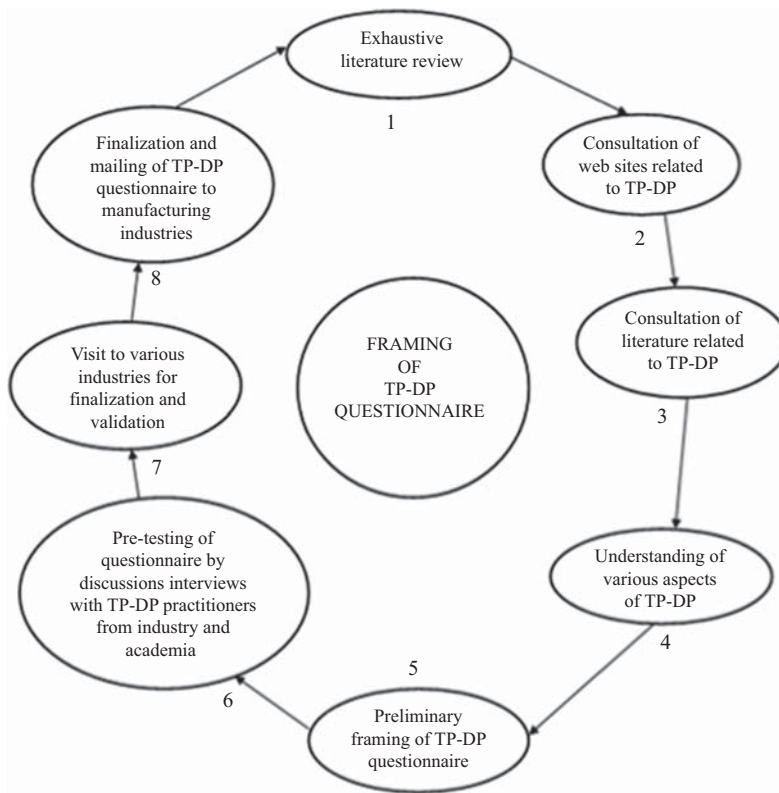 Exhaustive
literature review
1
Consultation of
web sites related
to TP-DP
2
Consultation of
literature related
to TP-DP
3
Understanding of
various aspects
of TP-DP
4
5
Preliminary
framing of TP-DP
questionnaire
6
Pre-testing of
questionnaire by
discussions interviews
with TP-DP practitioners
from industry and
academia
7
Visit to various
industries for
finalization and
validation
8
Finalization and
mailing of TP-DP
questionnaire to
manufacturing
industries
FRAMING
OF
TP-DP
QUESTIONNAIRE